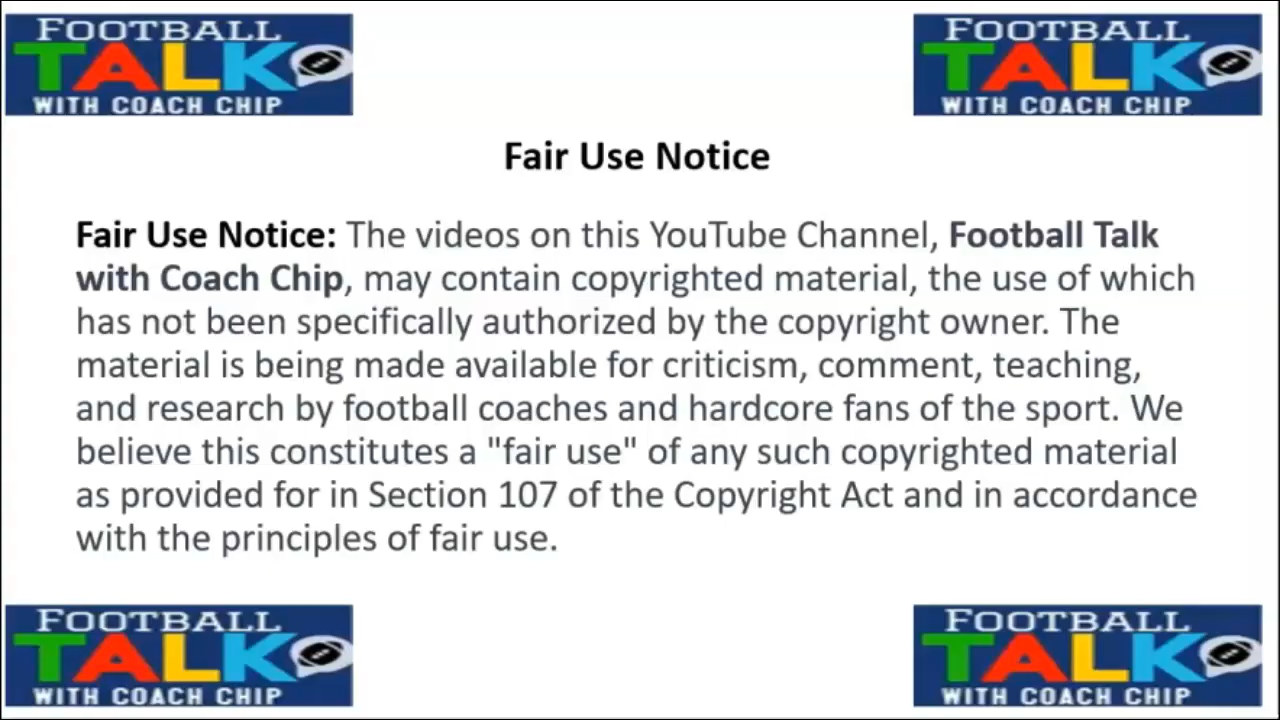 FOOTBALL
TALK
WITH COACH CHIP
FOOTBALL
TALK
WITH COACH CHIP
Fair Use Notice
Fair Use Notice: The videos on this YouTube Channel, Football Talk
with Coach Chip, may contain copyrighted material, the use of which
has not been specifically authorized by the copyright owner. The
material is being made available for criticism, comment, teaching,
and research by football coaches and hardcore fans of the sport. We
believe this constitutes a "fair use" of any such copyrighted material
as provided for in Section 107 of the Copyright Act and in accordance
with the principles of fair use.
FOOTBALL
TALK
WITH COACH CHIP
FOOTBALL
TALK
WITH COACH CHIP